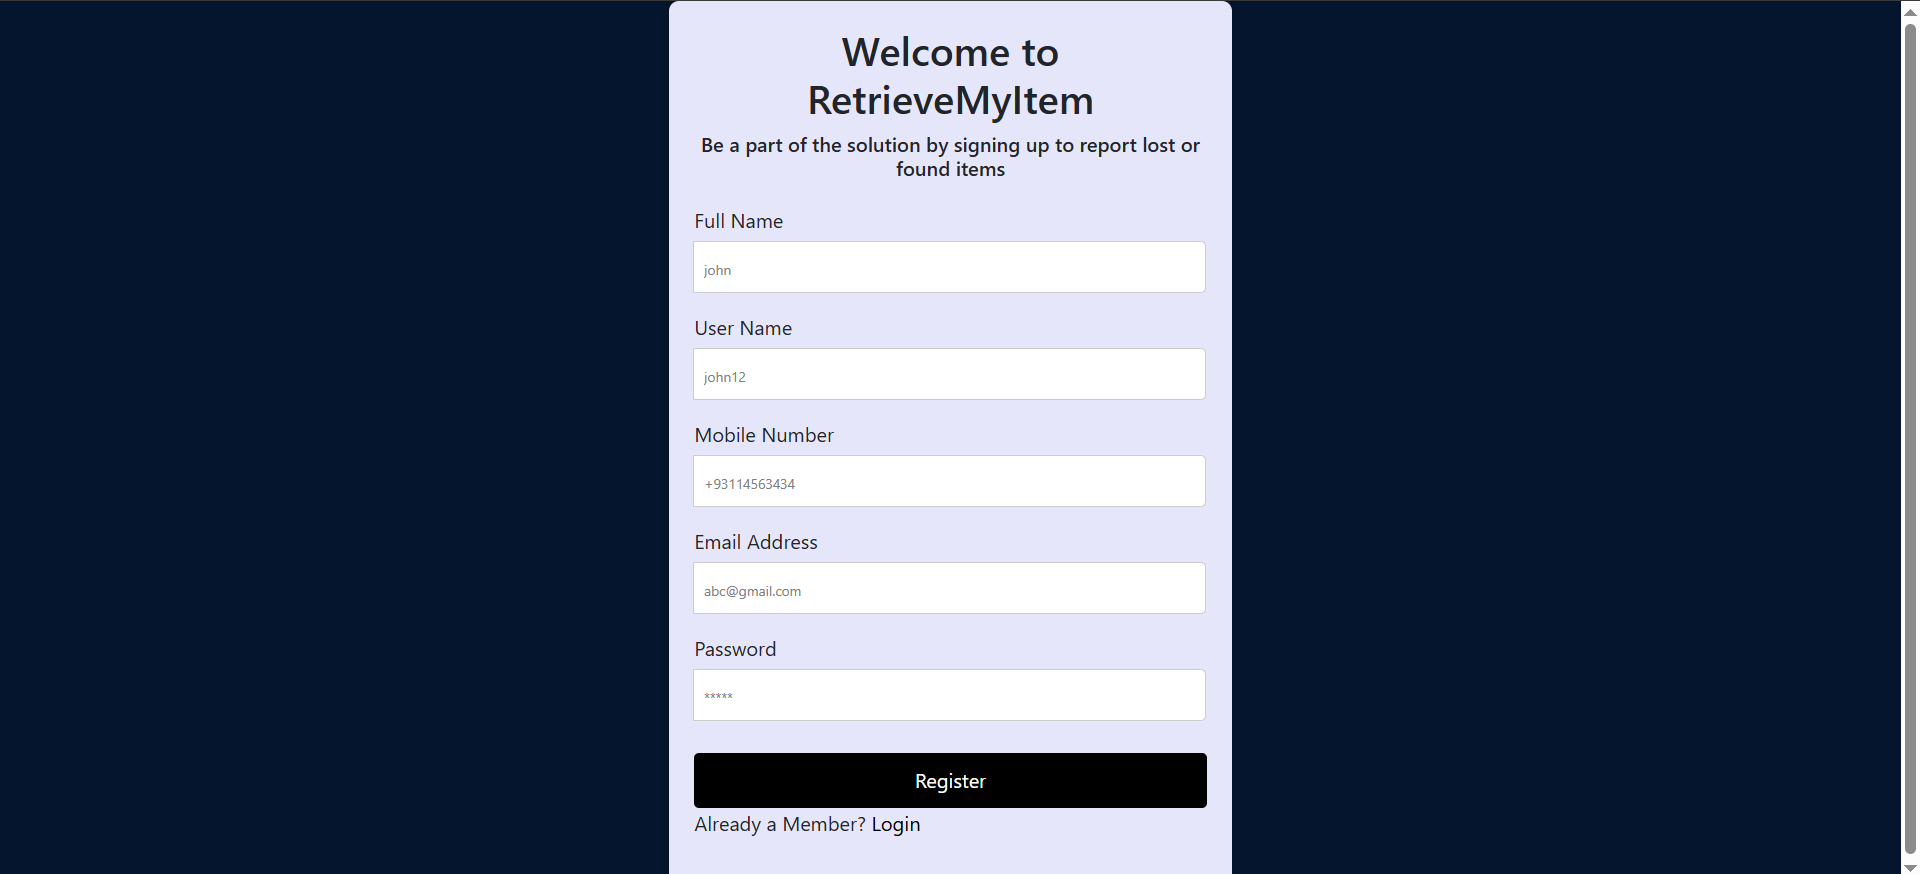 Welcome to
RetrieveMyItem
Be a part of the solution by signing up to report lost or
found items
Full Name
john
User Name
john12
Mobile Number
+93114563434
Email Address
abc@gmail.com
Password
*****
Register
Already a Member? Login